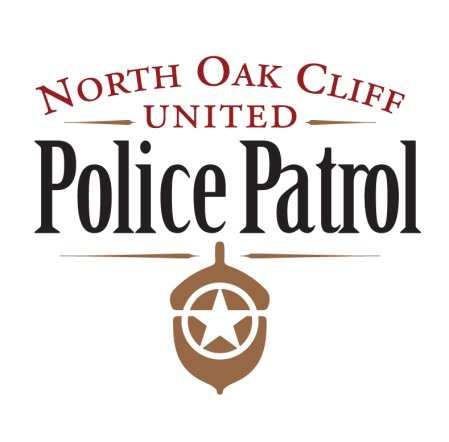 North Oak Cliff
United
Police Patrol